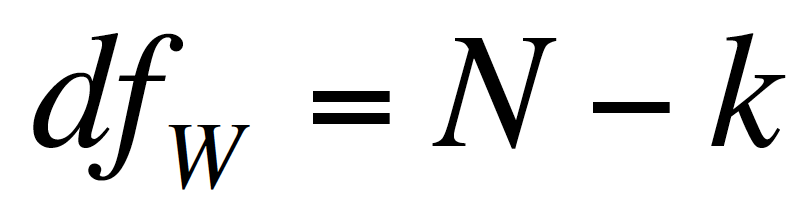 df_W = N − k